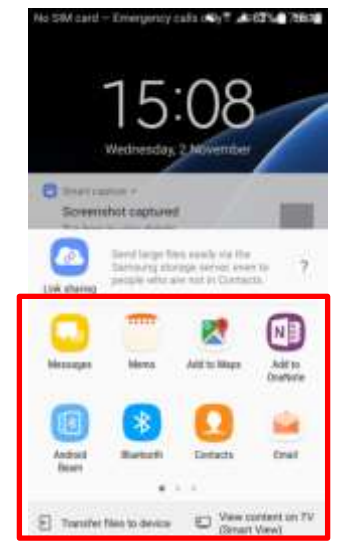 No SIM card – Emergency calls only
15:08
Wednesday, 2 November
Smart capture
Screenshot captured
Send large files easily via the
Samsung storage server even to
people who are not in Contacts.
?
Link sharing
Messages
Memo
Add to Maps
Add to
OneNote
Android
Beam
Bluetooth
Contacts
Email
Transfer files to device
View content on TV
(Smart View)